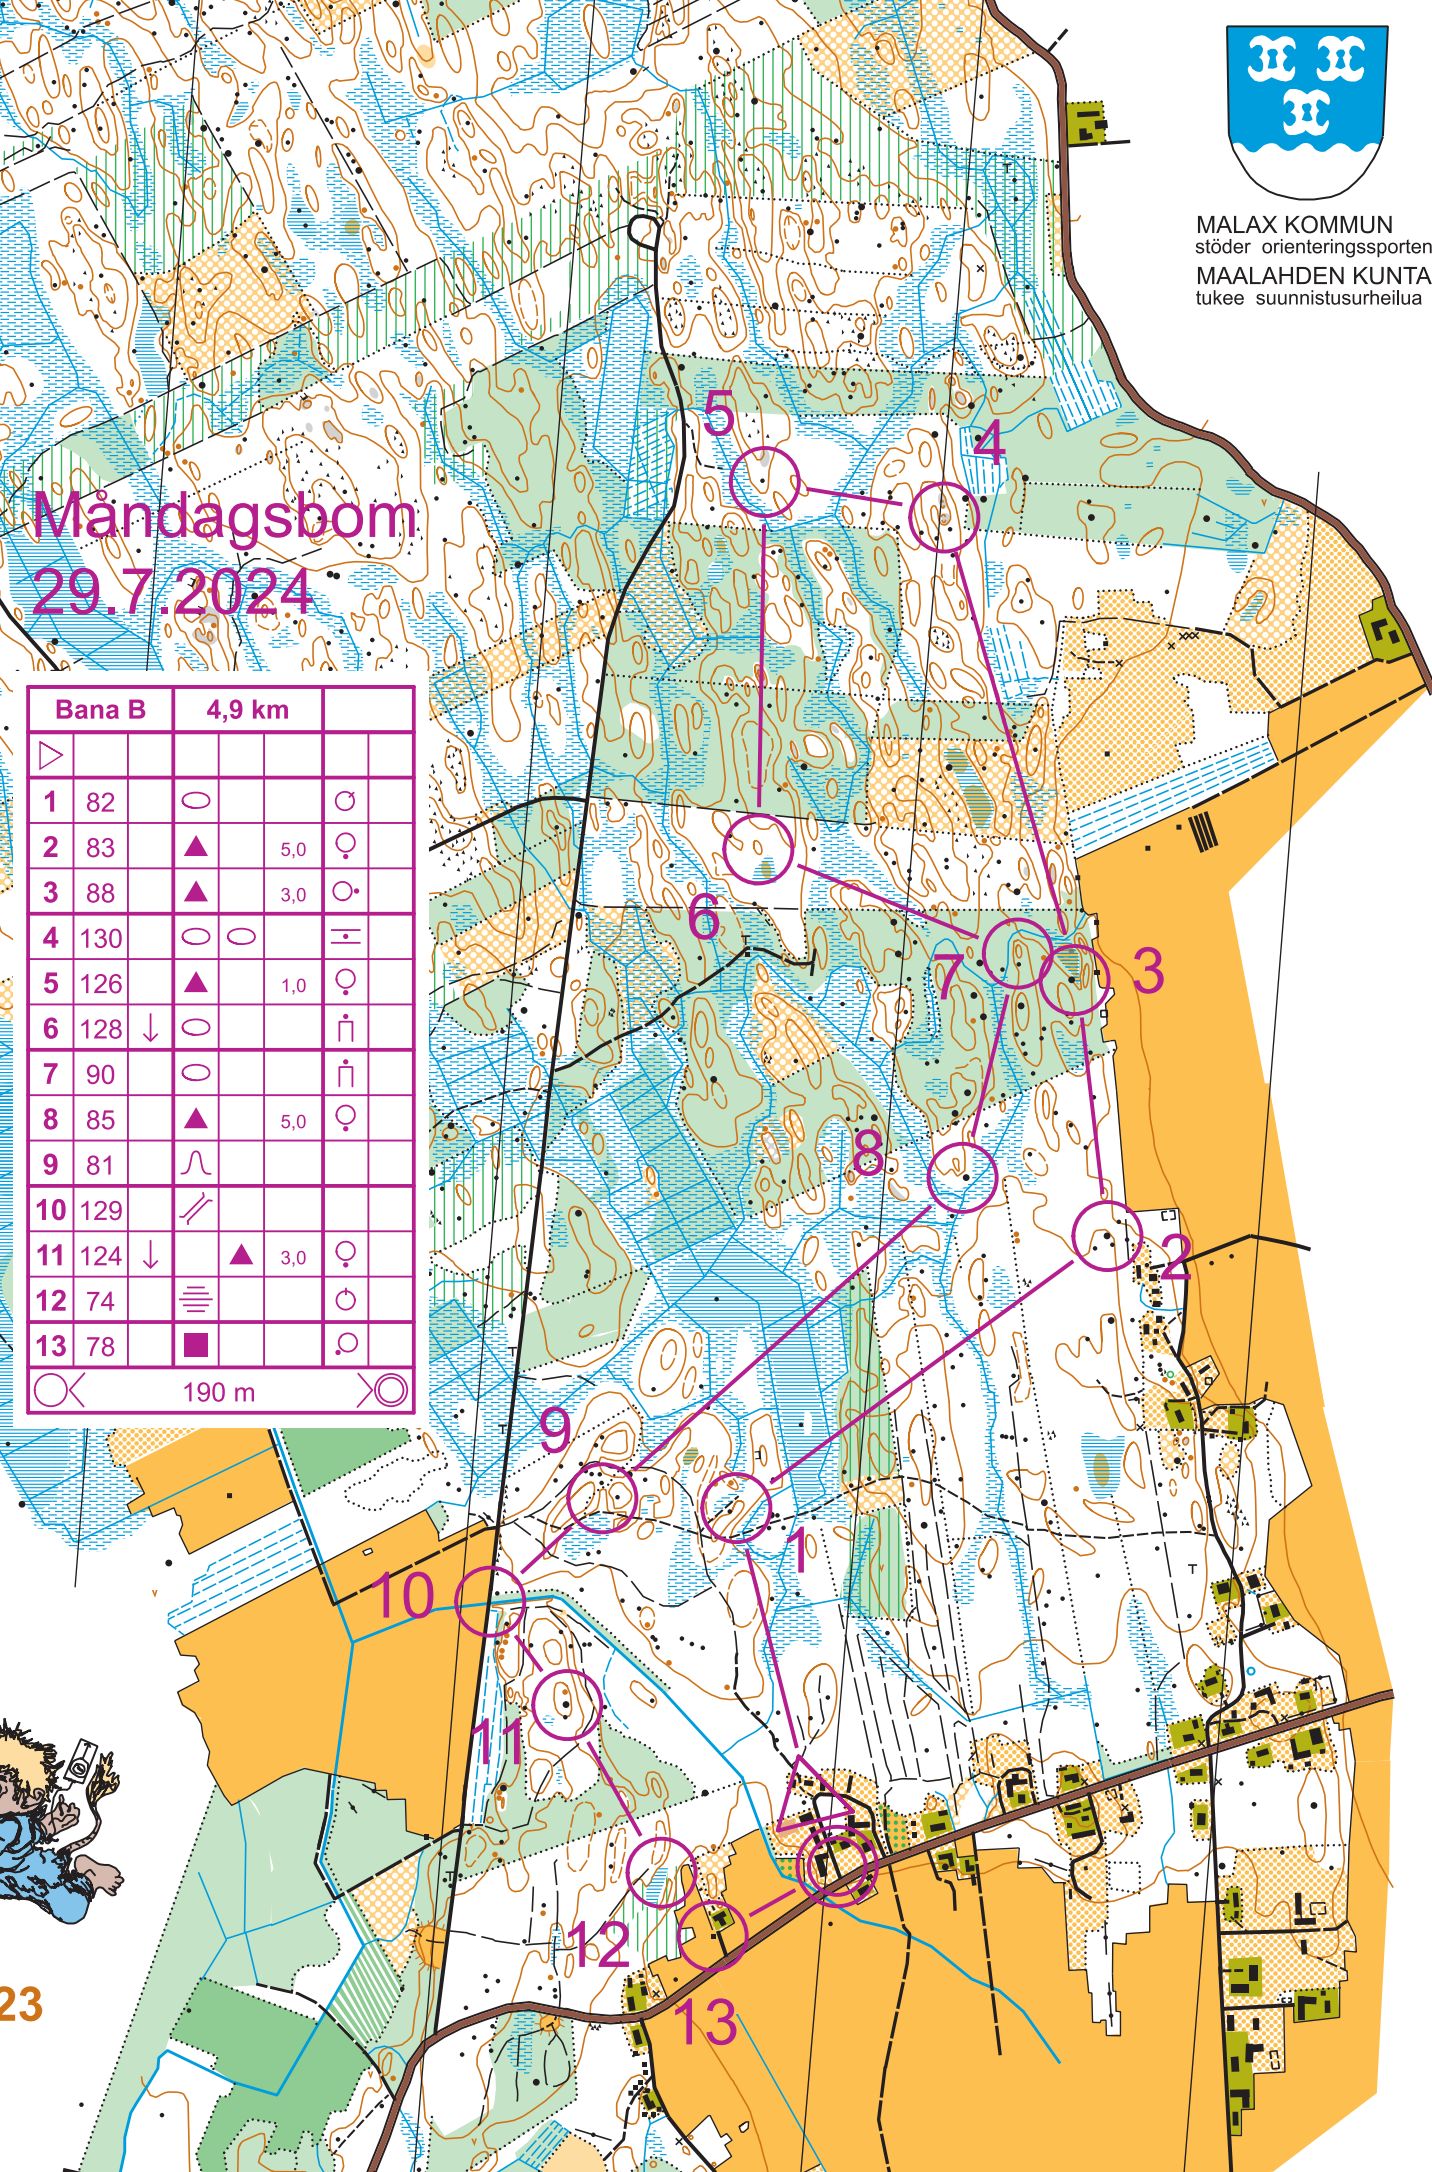 MALAX KOMMUN
stöder orienteringssporten
MAALAHDEN KUNTA
tukee suunnistusurheilua
5
4
Måndagsbom
29.7.2024
Bana B 4,9 km
1 82
2 83 5,0
3 88 3,0
4 130
5 126 1,0
6 128
7 90
8 85 5,0
9 81
10 129
11 124 3,0
12 74
13 78
190 m
6
7
3
8
2
9
1
10
11
12
13
23